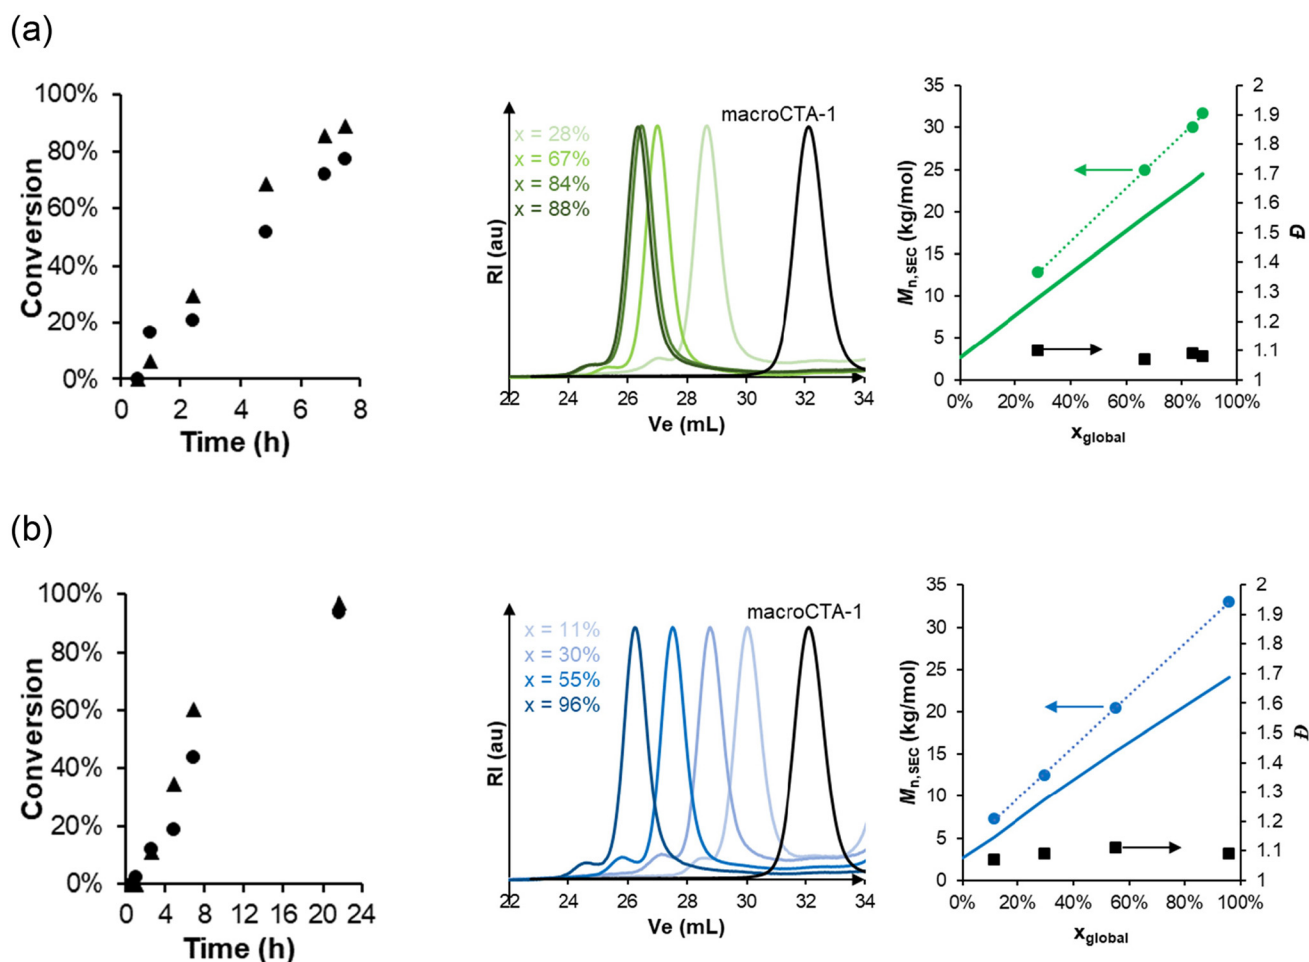 (a)
100%
80%
60%
40%
20%
0%
Conversion
0 2 4 6 8
Time (h)
macroCTA-1
x = 28%
x = 67%
x = 84%
x = 88%
RI (au)
22 24 26 28 30 32 34
Ve (mL)
35
30
25
20
15
10
5
0
Mn,SEC (kg/mol)
2
1.9
1.8
1.7
1.6
1.5
1.4
1.3
1.2
1.1
1
Đ
0% 20% 40% 60% 80% 100%
xglobal
(b)
100%
80%
60%
40%
20%
0%
Conversion
0 4 8 12 16 20 24
Time (h)
macroCTA-1
x = 11%
x = 30%
x = 55%
x = 96%
RI (au)
22 24 26 28 30 32 34
Ve (mL)
35
30
25
20
15
10
5
0
Mn,SEC (kg/mol)
2
1.9
1.8
1.7
1.6
1.5
1.4
1.3
1.2
1.1
1
Đ
0% 20% 40% 60% 80% 100%
xglobal